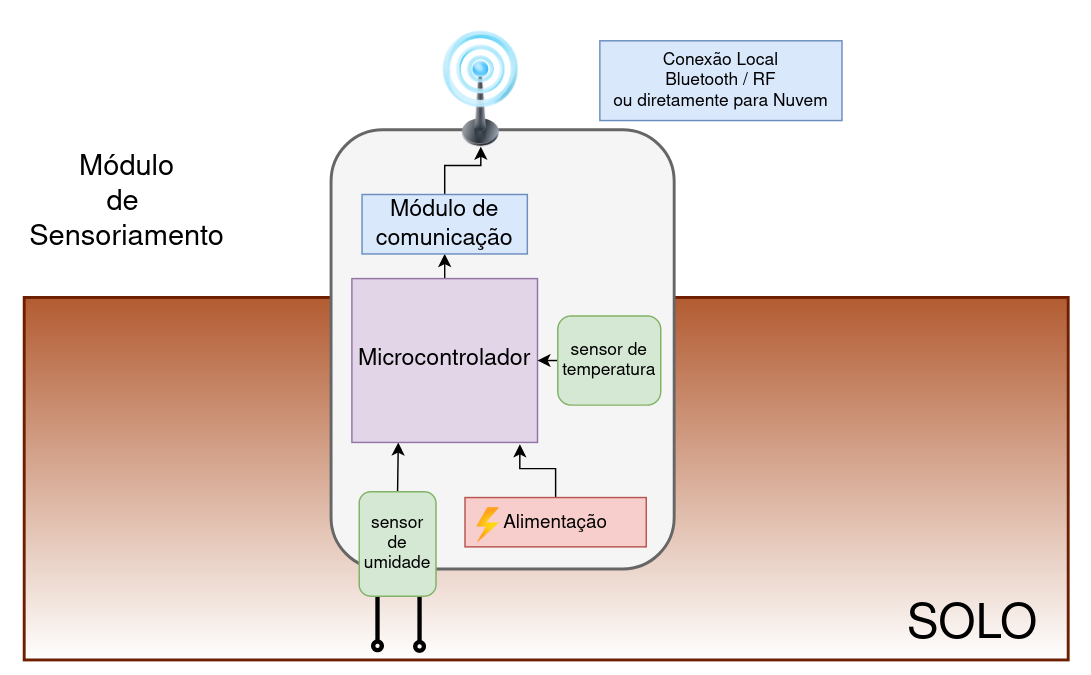 Conexão Local
Bluetooth / RF
ou diretamente para Nuvem
Módulo
de
Sensoriamento
Módulo de
comunicação
Microcontrolador
sensor de
temperatura
sensor
de
umidade
Alimentação
SOLO